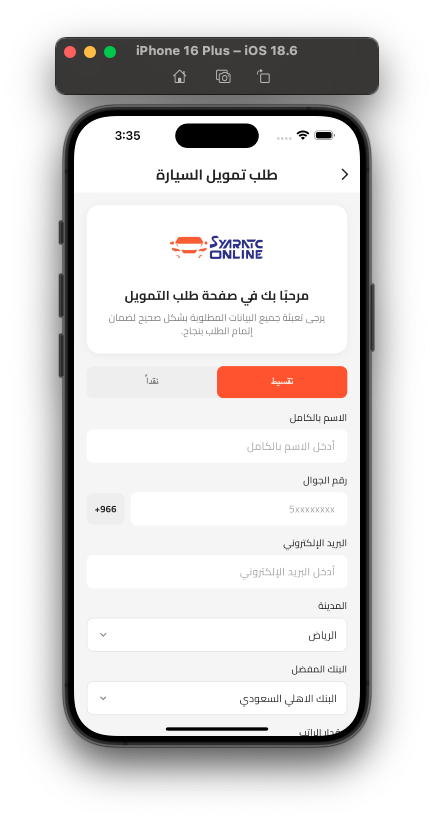 iPhone 16 Plus – iOS 18.6
3:35
طلب تمويل السيارة
SYARATC
ONLINE
مرحبًا بك في صفحة طلب التمويل
يرجى تعبئة جميع البيانات المطلوبة بشكل صحيح لضمان
إتمام الطلب بنجاح.
تقسيط
نقداً
الاسم بالكامل
أدخل الاسم بالكامل
رقم الجوال
5xxxxxxxx
+966
البريد الإلكتروني
أدخل البريد الإلكتروني
المدينة
الرياض
البنك المفضل
البنك الاهلي السعودي
مقدار الراتب